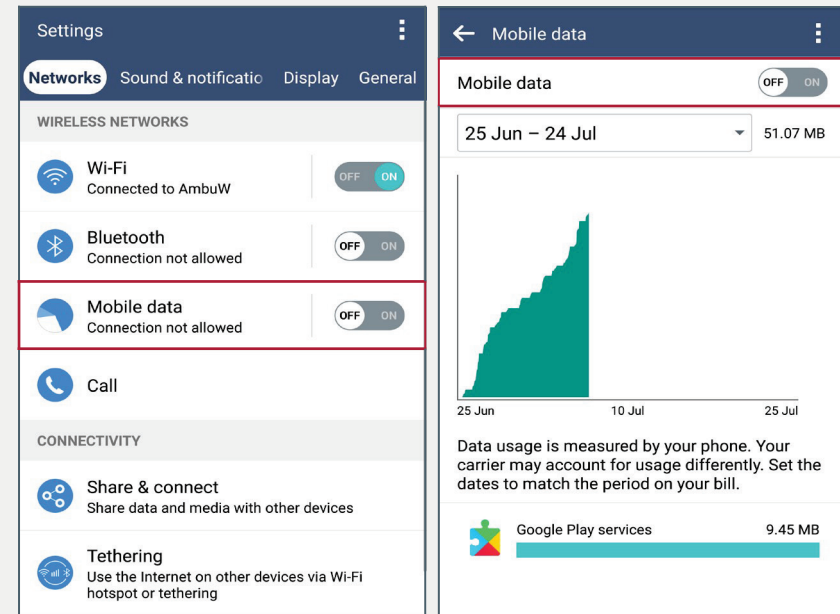 Settings
Networks Sound & notificatio Display General
WIRELESS NETWORKS
Wi-Fi
Connected to AmbuW
OFF ON
Bluetooth
Connection not allowed
OFF ON
Mobile data
Connection not allowed
OFF ON
Call
CONNECTIVITY
Share & connect
Share data and media with other devices
Tethering
Use the Internet on other devices via Wi-Fi
hotspot or tethering
Mobile data
Mobile data
OFF ON
25 Jun – 24 Jul
51.07 MB
25 Jun 10 Jul 25 Jul
Data usage is measured by your phone. Your
carrier may account for usage differently. Set the
dates to match the period on your bill.
Google Play services 9.45 MB